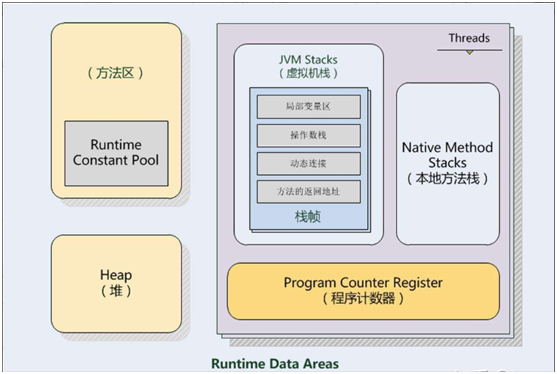 （方法区）
Runtime
Constant Pool
Heap
（堆）
Threads
JVM Stacks
（虚拟机栈）
局部变量区
操作数栈
动态连接
方法的返回地址
栈帧
Native Method
Stacks
（本地方法栈）
Program Counter Register
（程序计数器）
Runtime Data Areas